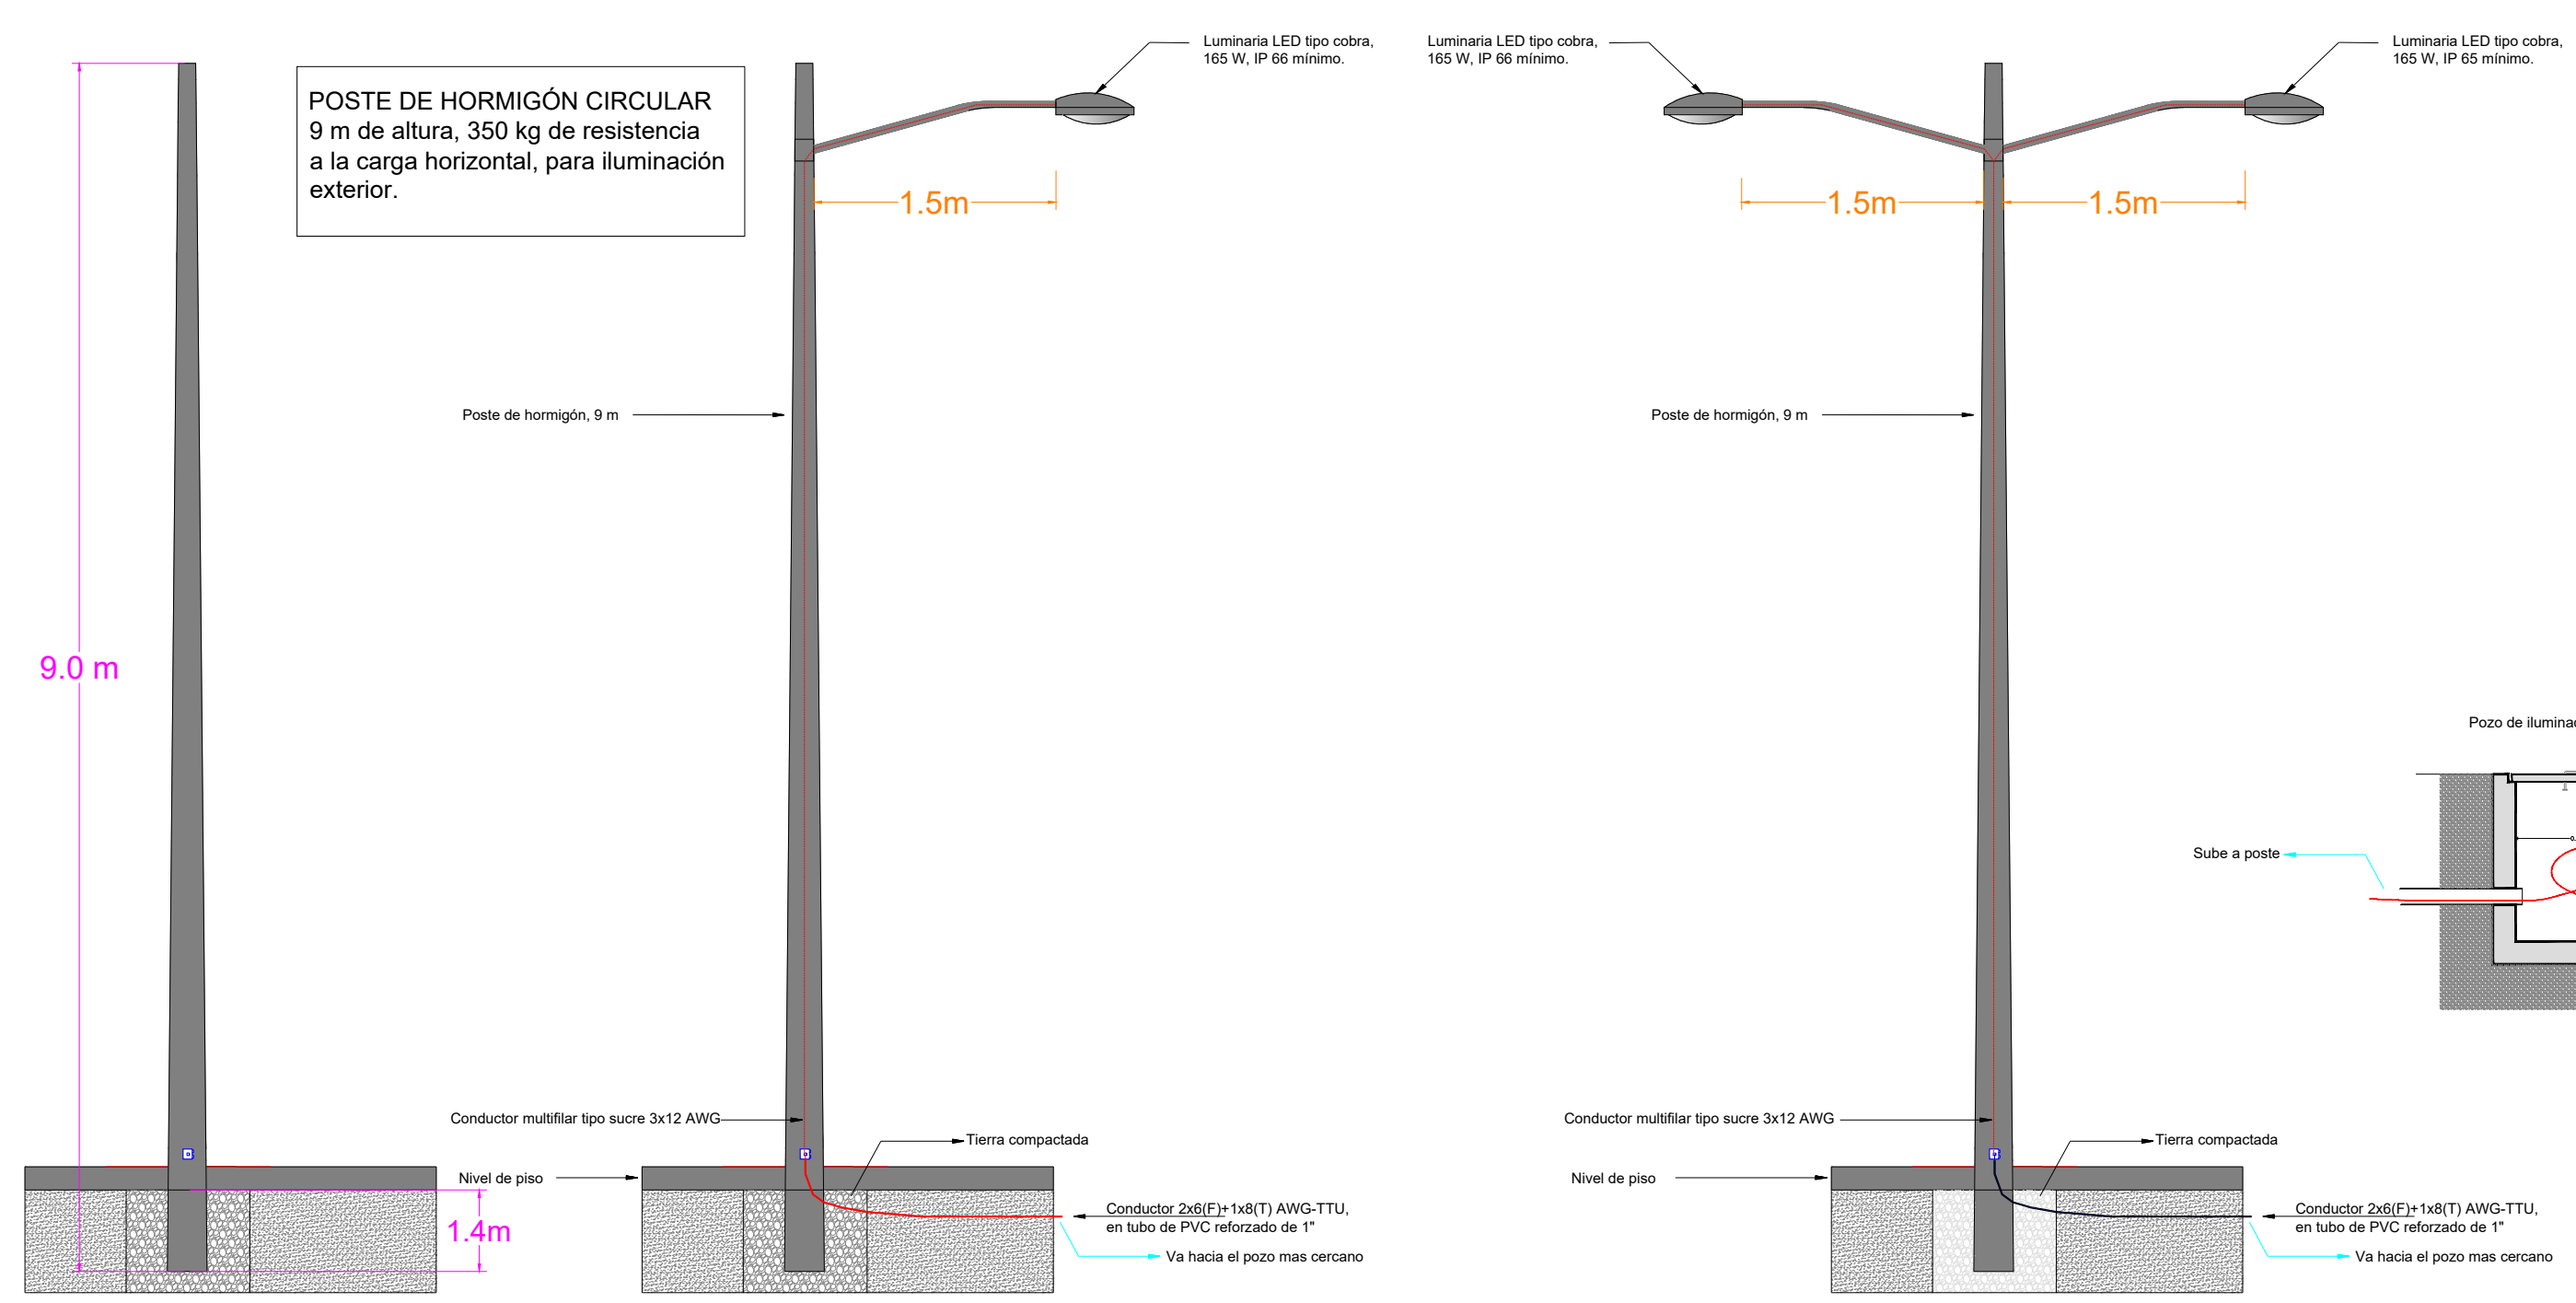 POSTE DE HORMIGÓN CIRCULAR
9 m de altura, 350 kg de resistencia
a la carga horizontal, para iluminación
exterior.
9.0 m
1.4m
Luminaria LED tipo cobra,
165 W, IP 66 mínimo.
1.5m
Poste de hormigón, 9 m
Conductor multifilar tipo sucre 3x12 AWG
Tierra compactada
Nivel de piso
Conductor 2x6(F)+1x8(T) AWG-TTU,
en tubo de PVC reforzado de 1"
Va hacia el pozo mas cercano
Luminaria LED tipo cobra,
165 W, IP 66 mínimo.
Luminaria LED tipo cobra,
165 W, IP 65 mínimo.
1.5m
1.5m
Poste de hormigón, 9 m
Conductor multifilar tipo sucre 3x12 AWG
Tierra compactada
Nivel de piso
Conductor 2x6(F)+1x8(T) AWG-TTU,
en tubo de PVC reforzado de 1"
Va hacia el pozo mas cercano
Pozo de
Sube a poste